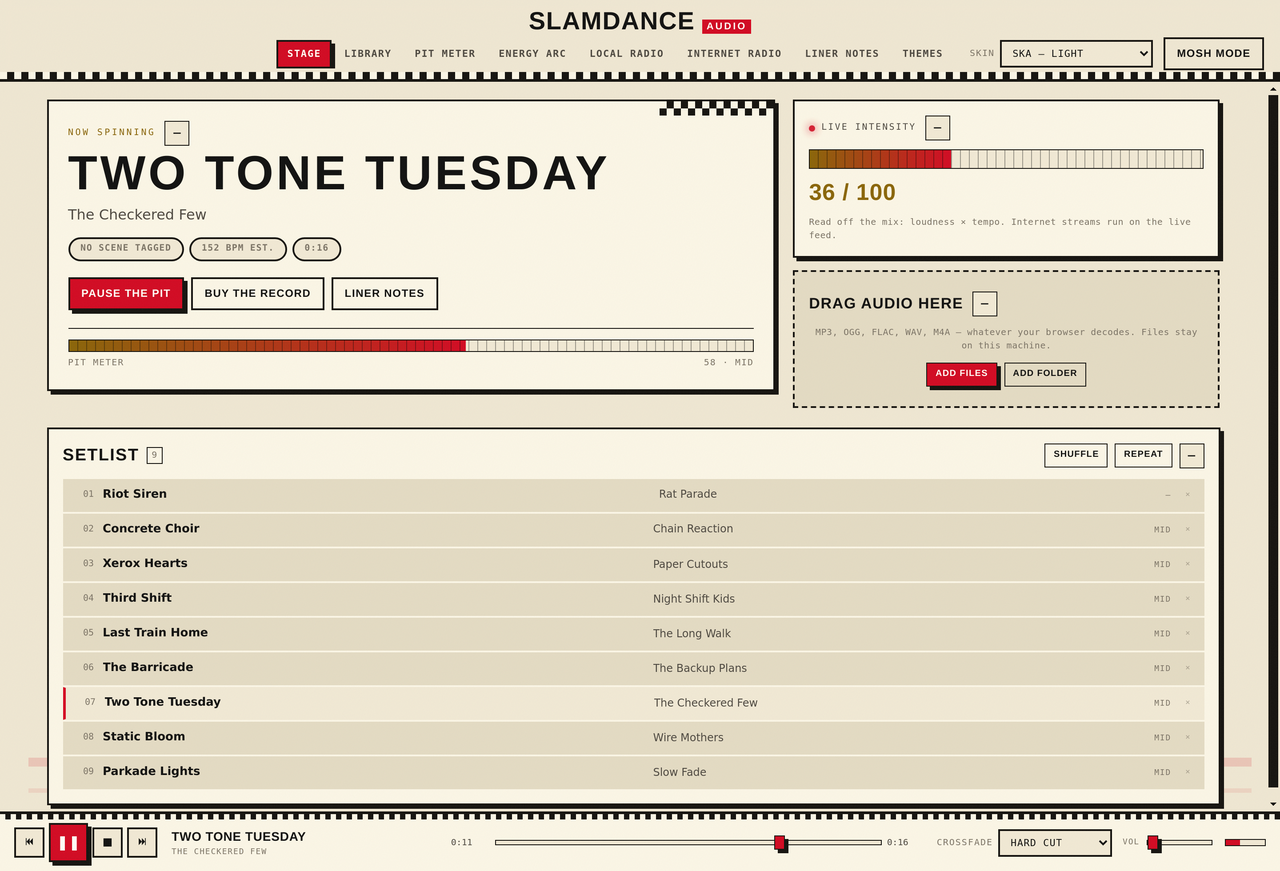 SLAMDANCE AUDIO
STAGE LIBRARY PIT METER ENERGY ARC LOCAL RADIO INTERNET RADIO LINER NOTES THEMES SKIN SKA — LIGHT MOSH MODE
NOW SPINNING —
TWO TONE TUESDAY
The Checkered Few
NO SCENE TAGGED 152 BPM EST. 0:16
PAUSE THE PIT BUY THE RECORD LINER NOTES
PIT METER 58 · MID
LIVE INTENSITY —
36 / 100
Read off the mix: loudness × tempo. Internet streams run on the live
feed.
DRAG AUDIO HERE —
MP3, OGG, FLAC, WAV, M4A — whatever your browser decodes. Files stay
on this machine.
ADD FILES ADD FOLDER
SETLIST 9 SHUFFLE REPEAT —
01 Riot Siren Rat Parade — ×
02 Concrete Choir Chain Reaction MID ×
03 Xerox Hearts Paper Cutouts MID ×
04 Third Shift Night Shift Kids MID ×
05 Last Train Home The Long Walk MID ×
06 The Barricade The Backup Plans MID ×
07 Two Tone Tuesday The Checkered Few MID ×
08 Static Bloom Wire Mothers MID ×
09 Parkade Lights Slow Fade MID ×
TWO TONE TUESDAY
THE CHECKERED FEW
0:11 0:16 CROSSFADE HARD CUT VOL